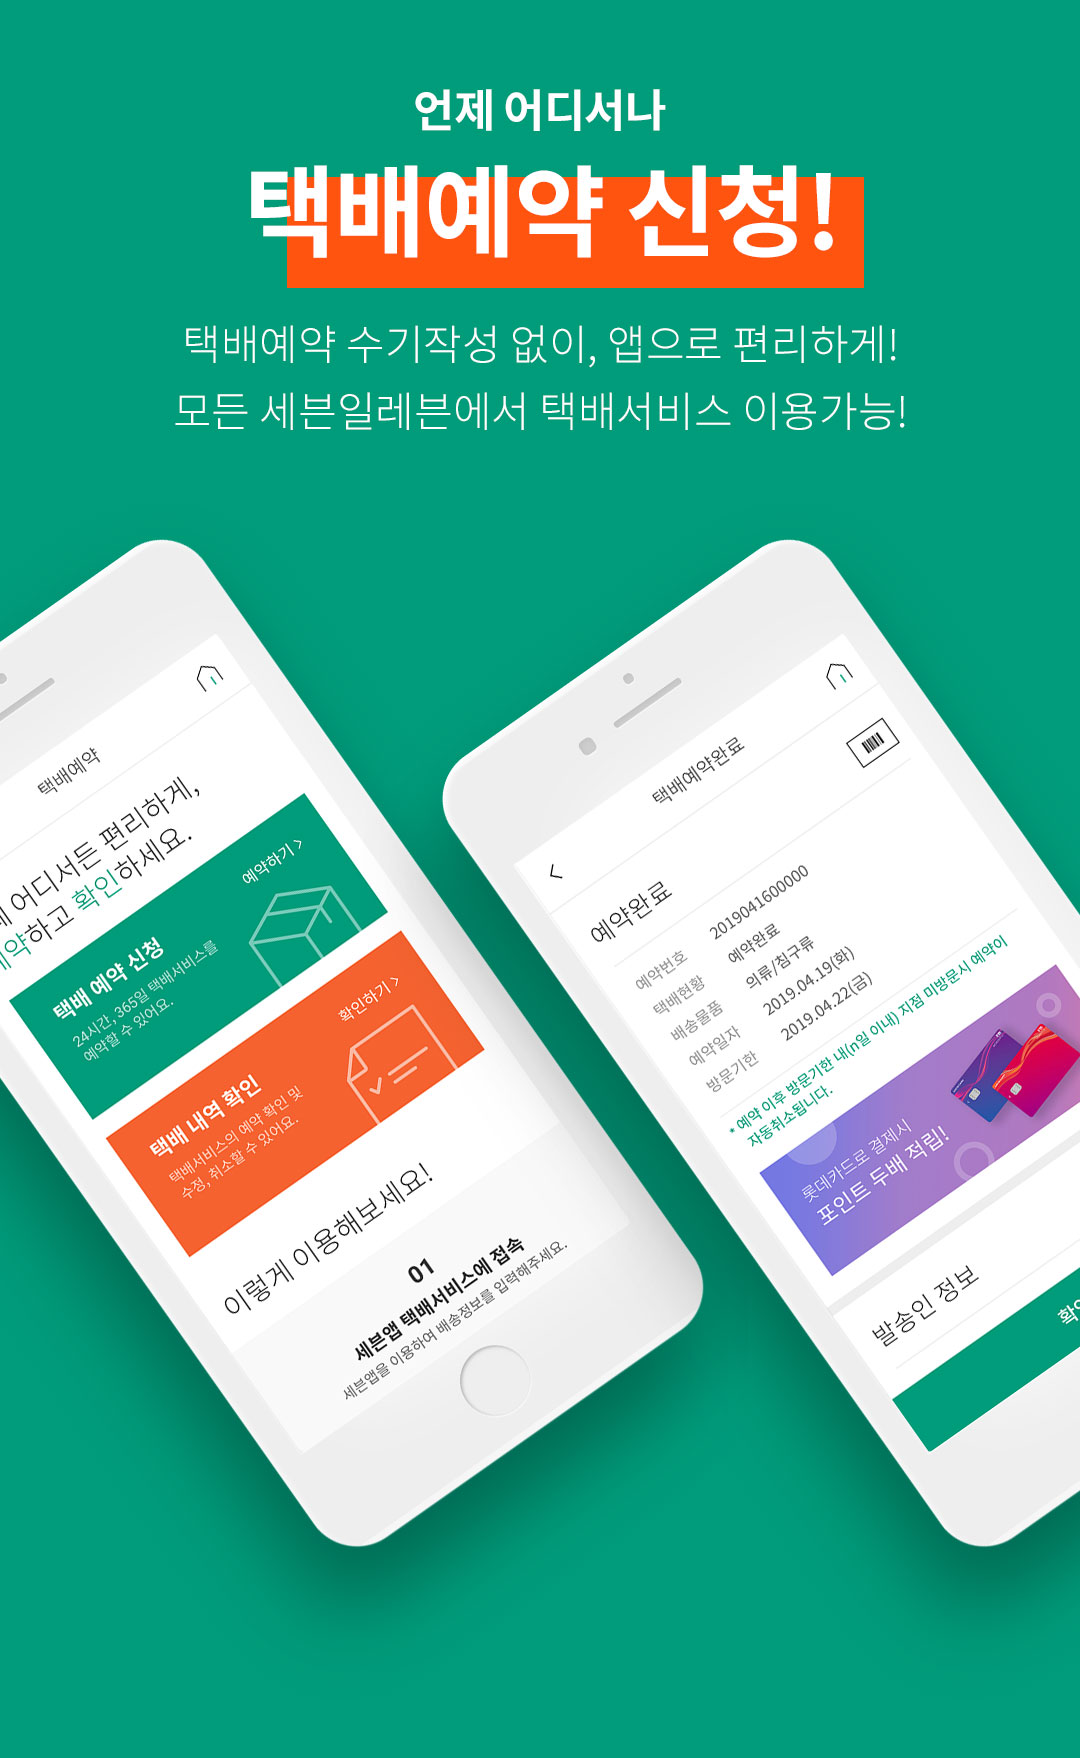 언제 어디서나
택배예약 신청!
택배예약 수기작성 없이, 앱으로 편리하게!
모든 세븐일레븐에서 택배서비스 이용가능!
택배예약
어디서든 편리하게,
약하고 확인하세요.
예약하기 >
택배 예약 신청
24시간, 365일 택배서비스를
예약할 수 있어요.
확인하기 >
택배 내역 확인
택배서비스의 예약 확인 및
수정, 취소할 수 있어요.
이렇게 이용해보세요!
01
세븐앱 택배서비스에 접속
세븐앱을 이용하여 배송정보를 입력해주세요.
택배예약완료
예약완료
예약번호 201904160000
택배현황 예약완료
배송물품 의류/침구류
예약일자 2019.04.19(화)
방문기한 2019.04.22(금)
* 예약 이후 방문기한 내(n일 이내) 지점 미방문시 예약이
자동취소됩니다.
롯데카드로 결제시
포인트 두배 적립!
발송인 정보